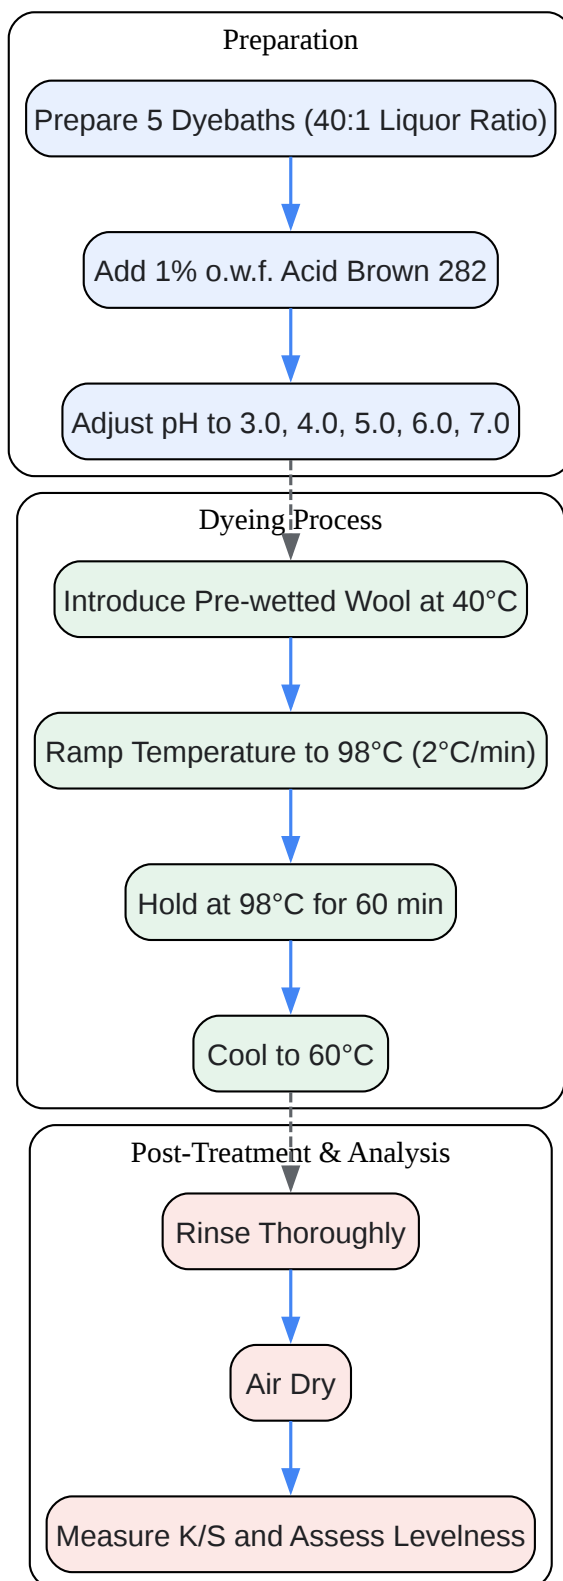 Preparation
Prepare 5 Dyebaths (40:1 Liquor Ratio)
Add 1% o.w.f. Acid Brown 282
Adjust pH to 3.0, 4.0, 5.0, 6.0, 7.0
Dyeing Process
Introduce Pre-wetted Wool at 40°C
Ramp Temperature to 98°C (2°C/min)
Hold at 98°C for 60 min
Cool to 60°C
Post-Treatment & Analysis
Rinse Thoroughly
Air Dry
Measure K/S and Assess Levelness